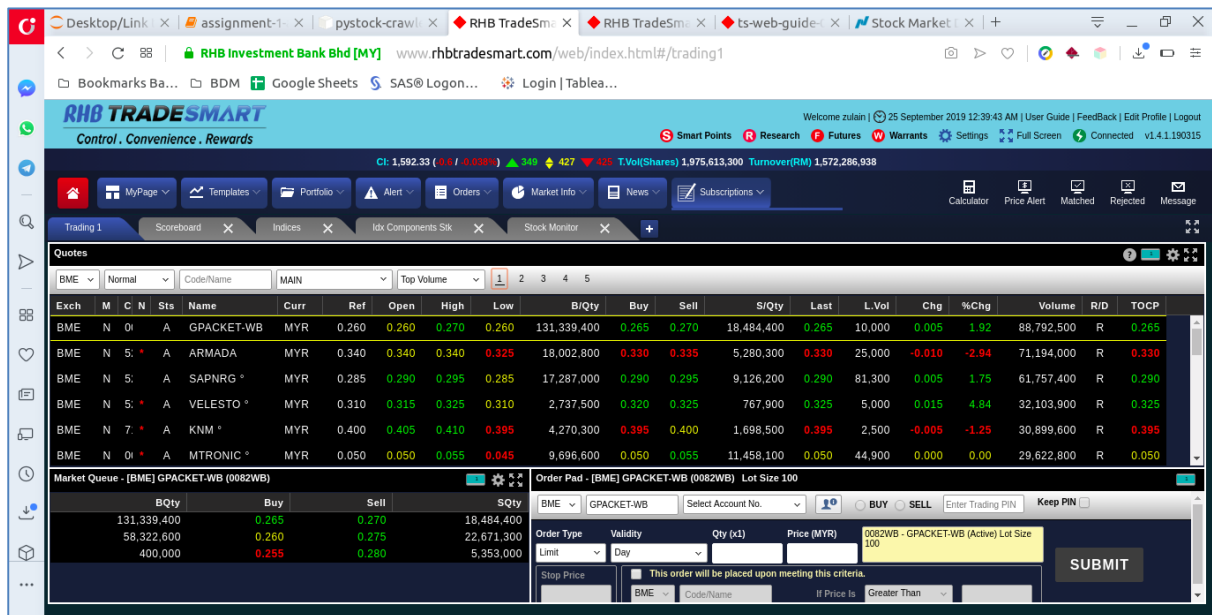 Desktop/Link assignment-1- pystock-crawle RHB TradeSma RHB TradeSma ts-web-guide- Stock Market
RHB Investment Bank Bhd [MY] www.rhbtradesmart.com/web/index.html#/trading1
Bookmarks Ba... BDM Google Sheets SAS® Logon... Login | Tablea...
RHB TRADESMART
Control . Convenience . Rewards
Welcome zulain | 25 September 2019 12:39:43 AM | User Guide | FeedBack | Edit Profile | Logout
Smart Points Research Futures Warrants Settings Full Screen Connected v1.4.1.190315
CI: 1,592.33 (-0.6 / -0.038%) 349 427 425 T.Vol(Shares) 1,975,613,300 Turnover(RM) 1,572,286,938
MyPage Templates Portfolio Alert Orders Market Info News Subscriptions Calculator Price Alert Matched Rejected Message
Trading 1 Scoreboard Indices Idx Components Stk Stock Monitor +
Quotes
BME Normal Code/Name MAIN Top Volume 1 2 3 4 5
Exch M C N Sts Name Curr Ref Open High Low B/Qty Buy Sell S/Qty Last L.Vol Chg %Chg Volume R/D TOCP
BME N A GPACKET-WB MYR 0.260 0.260 0.270 0.260 131,339,400 0.265 0.270 18,484,400 0.265 10,000 0.005 1.92 88,792,500 R 0.265
BME N 5: * A ARMADA MYR 0.340 0.340 0.340 0.325 18,002,800 0.330 0.335 5,280,300 0.330 25,000 -0.010 -2.94 71,194,000 R 0.330
BME N 5: A SAPNRG ° MYR 0.285 0.290 0.295 0.285 17,287,000 0.290 0.295 9,126,200 0.290 81,300 0.005 1.75 61,757,400 R 0.290
BME N 5: * A VELESTO ° MYR 0.310 0.315 0.325 0.310 2,737,500 0.320 0.325 767,900 0.325 5,000 0.015 4.84 32,103,900 R 0.325
BME N 7: * A KNM ° MYR 0.400 0.405 0.410 0.395 4,270,300 0.395 0.400 1,698,500 0.395 2,500 -0.005 -1.25 30,899,600 R 0.395
BME N * A MTRONIC ° MYR 0.050 0.050 0.055 0.045 9,696,600 0.050 0.055 11,458,100 0.050 44,900 0.000 0.00 29,622,800 R 0.050
Market Queue - [BME] GPACKET-WB (0082WB)
BQty Buy Sell SQty
131,339,400 0.265 0.270 18,484,400
58,322,600 0.260 0.275 22,671,300
400,000 0.255 0.280 5,353,000
Order Pad - [BME] GPACKET-WB (0082WB) Lot Size 100
BME GPACKET-WB Select Account No. BUY SELL Enter Trading PIN Keep PIN
Order Type Validity Qty (x1) Price (MYR)
Limit Day
0082WB - GPACKET-WB (Active) Lot Size
100
SUBMIT
Stop Price This order will be placed upon meeting this criteria.
BME Code/Name If Price Is Greater Than